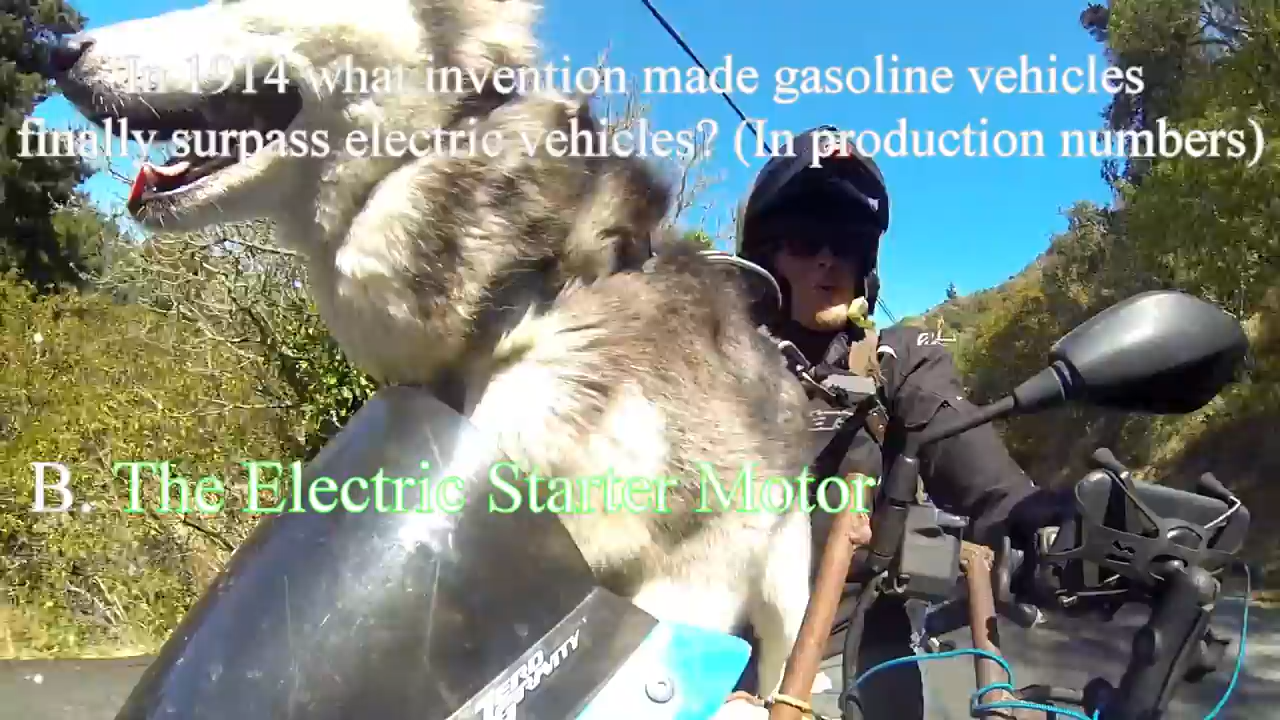 In 1914 what invention made gasoline vehicles
finally surpass electric vehicles? (In production numbers)
B. The Electric Starter Motor
ZERO
GRAVITY